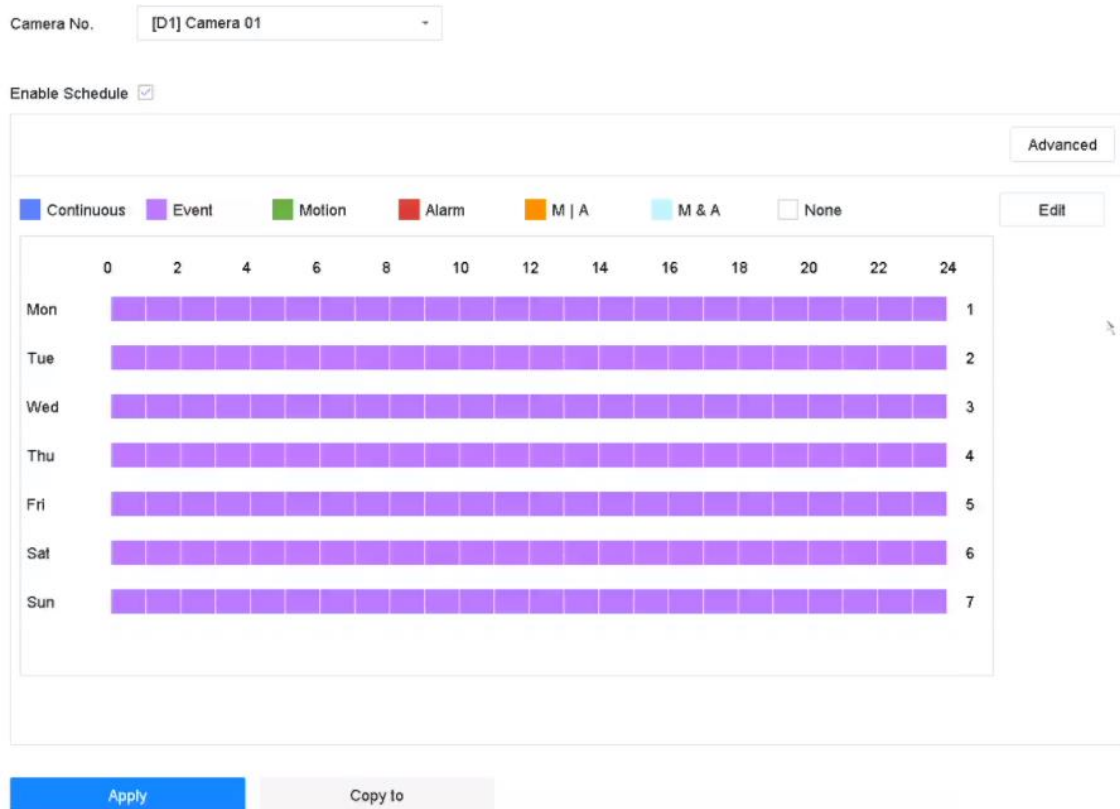 Camera No. [D1] Camera 01
Enable Schedule
Advanced
Continuous Event Motion Alarm M | A M & A None Edit
0 2 4 6 8 10 12 14 16 18 20 22 24
Mon 1
Tue 2
Wed 3
Thu 4
Fri 5
Sat 6
Sun 7
Apply Copy to